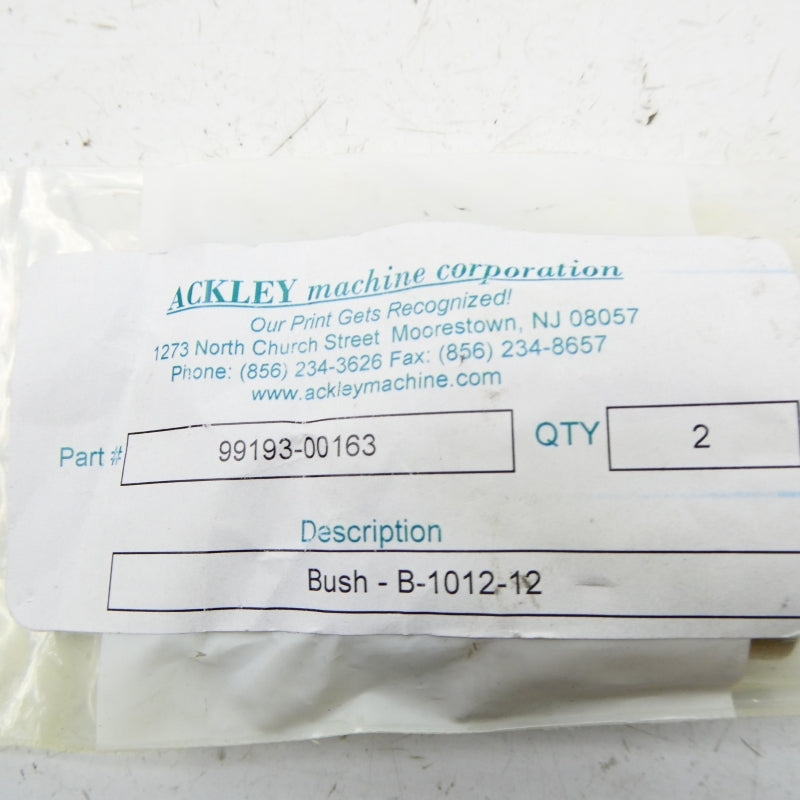 ACKLEY machine corporation
Our Print Gets Recognized!
1273 North Church Street Moorestown, NJ 08057
Phone: (856) 234-3626 Fax: (856) 234-8657
www.ackleymachine.com
Part # 99193-00163 QTY 2
Description
Bush - B-1012-12